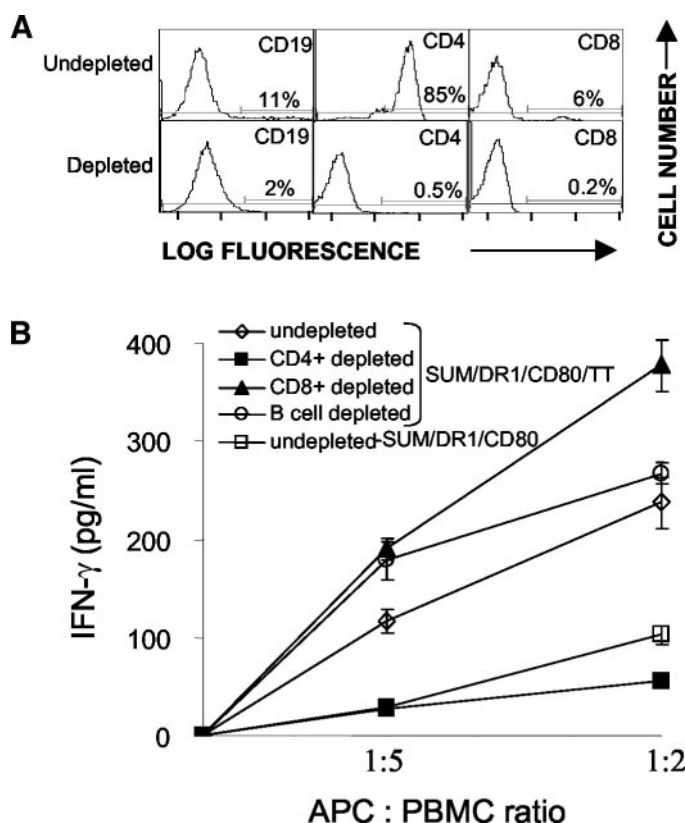 A
Undepleted
CD19
11%
CD4
85%
CD8
6%
Depleted
CD19
2%
CD4
0.5%
CD8
0.2%
LOG FLUORESCENCE
CELL NUMBER
B
undepleted
CD4+ depleted
CD8+ depleted
B cell depleted
SUM/DR1/CD80/TT
undepleted-SUM/DR1/CD80
IFN-γ (pg/ml)
400
300
200
100
0
1:5
1:2
APC : PBMC ratio